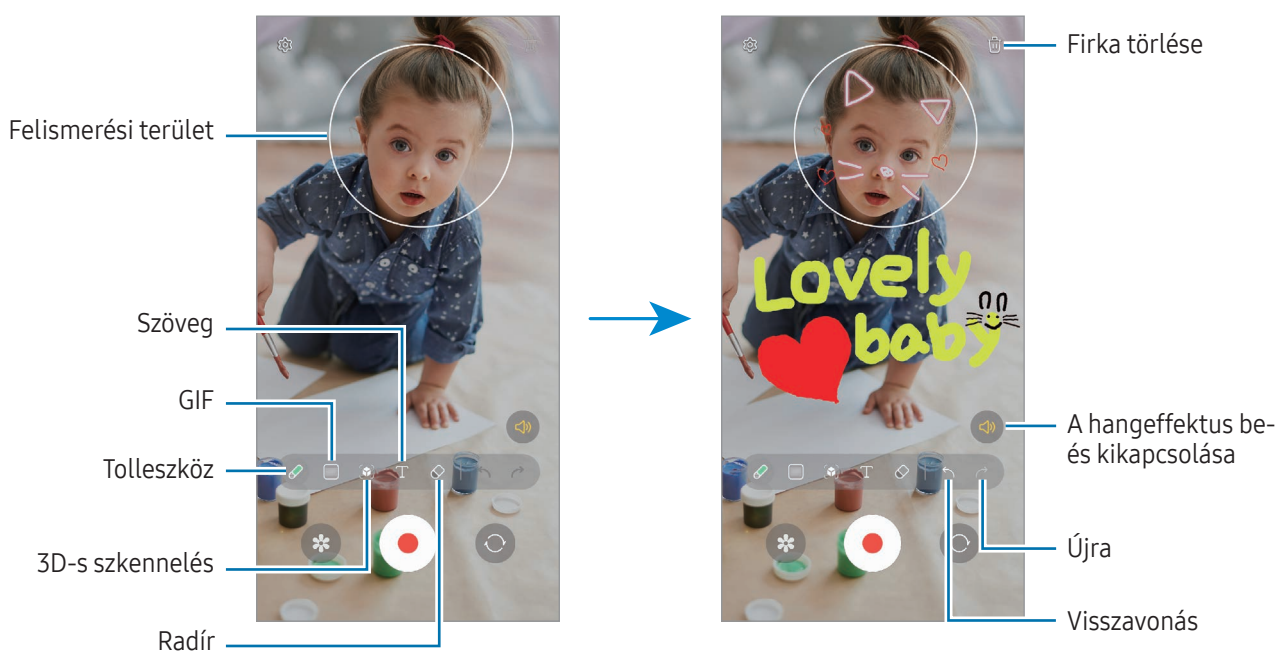 Felismerési terület
Szöveg
GIF
Tolleszköz
3D-s szkennelés
Radír
Lovely
baby
Firka törlése
A hangeffektus be-
és kikapcsolása
Újra
Visszavonás